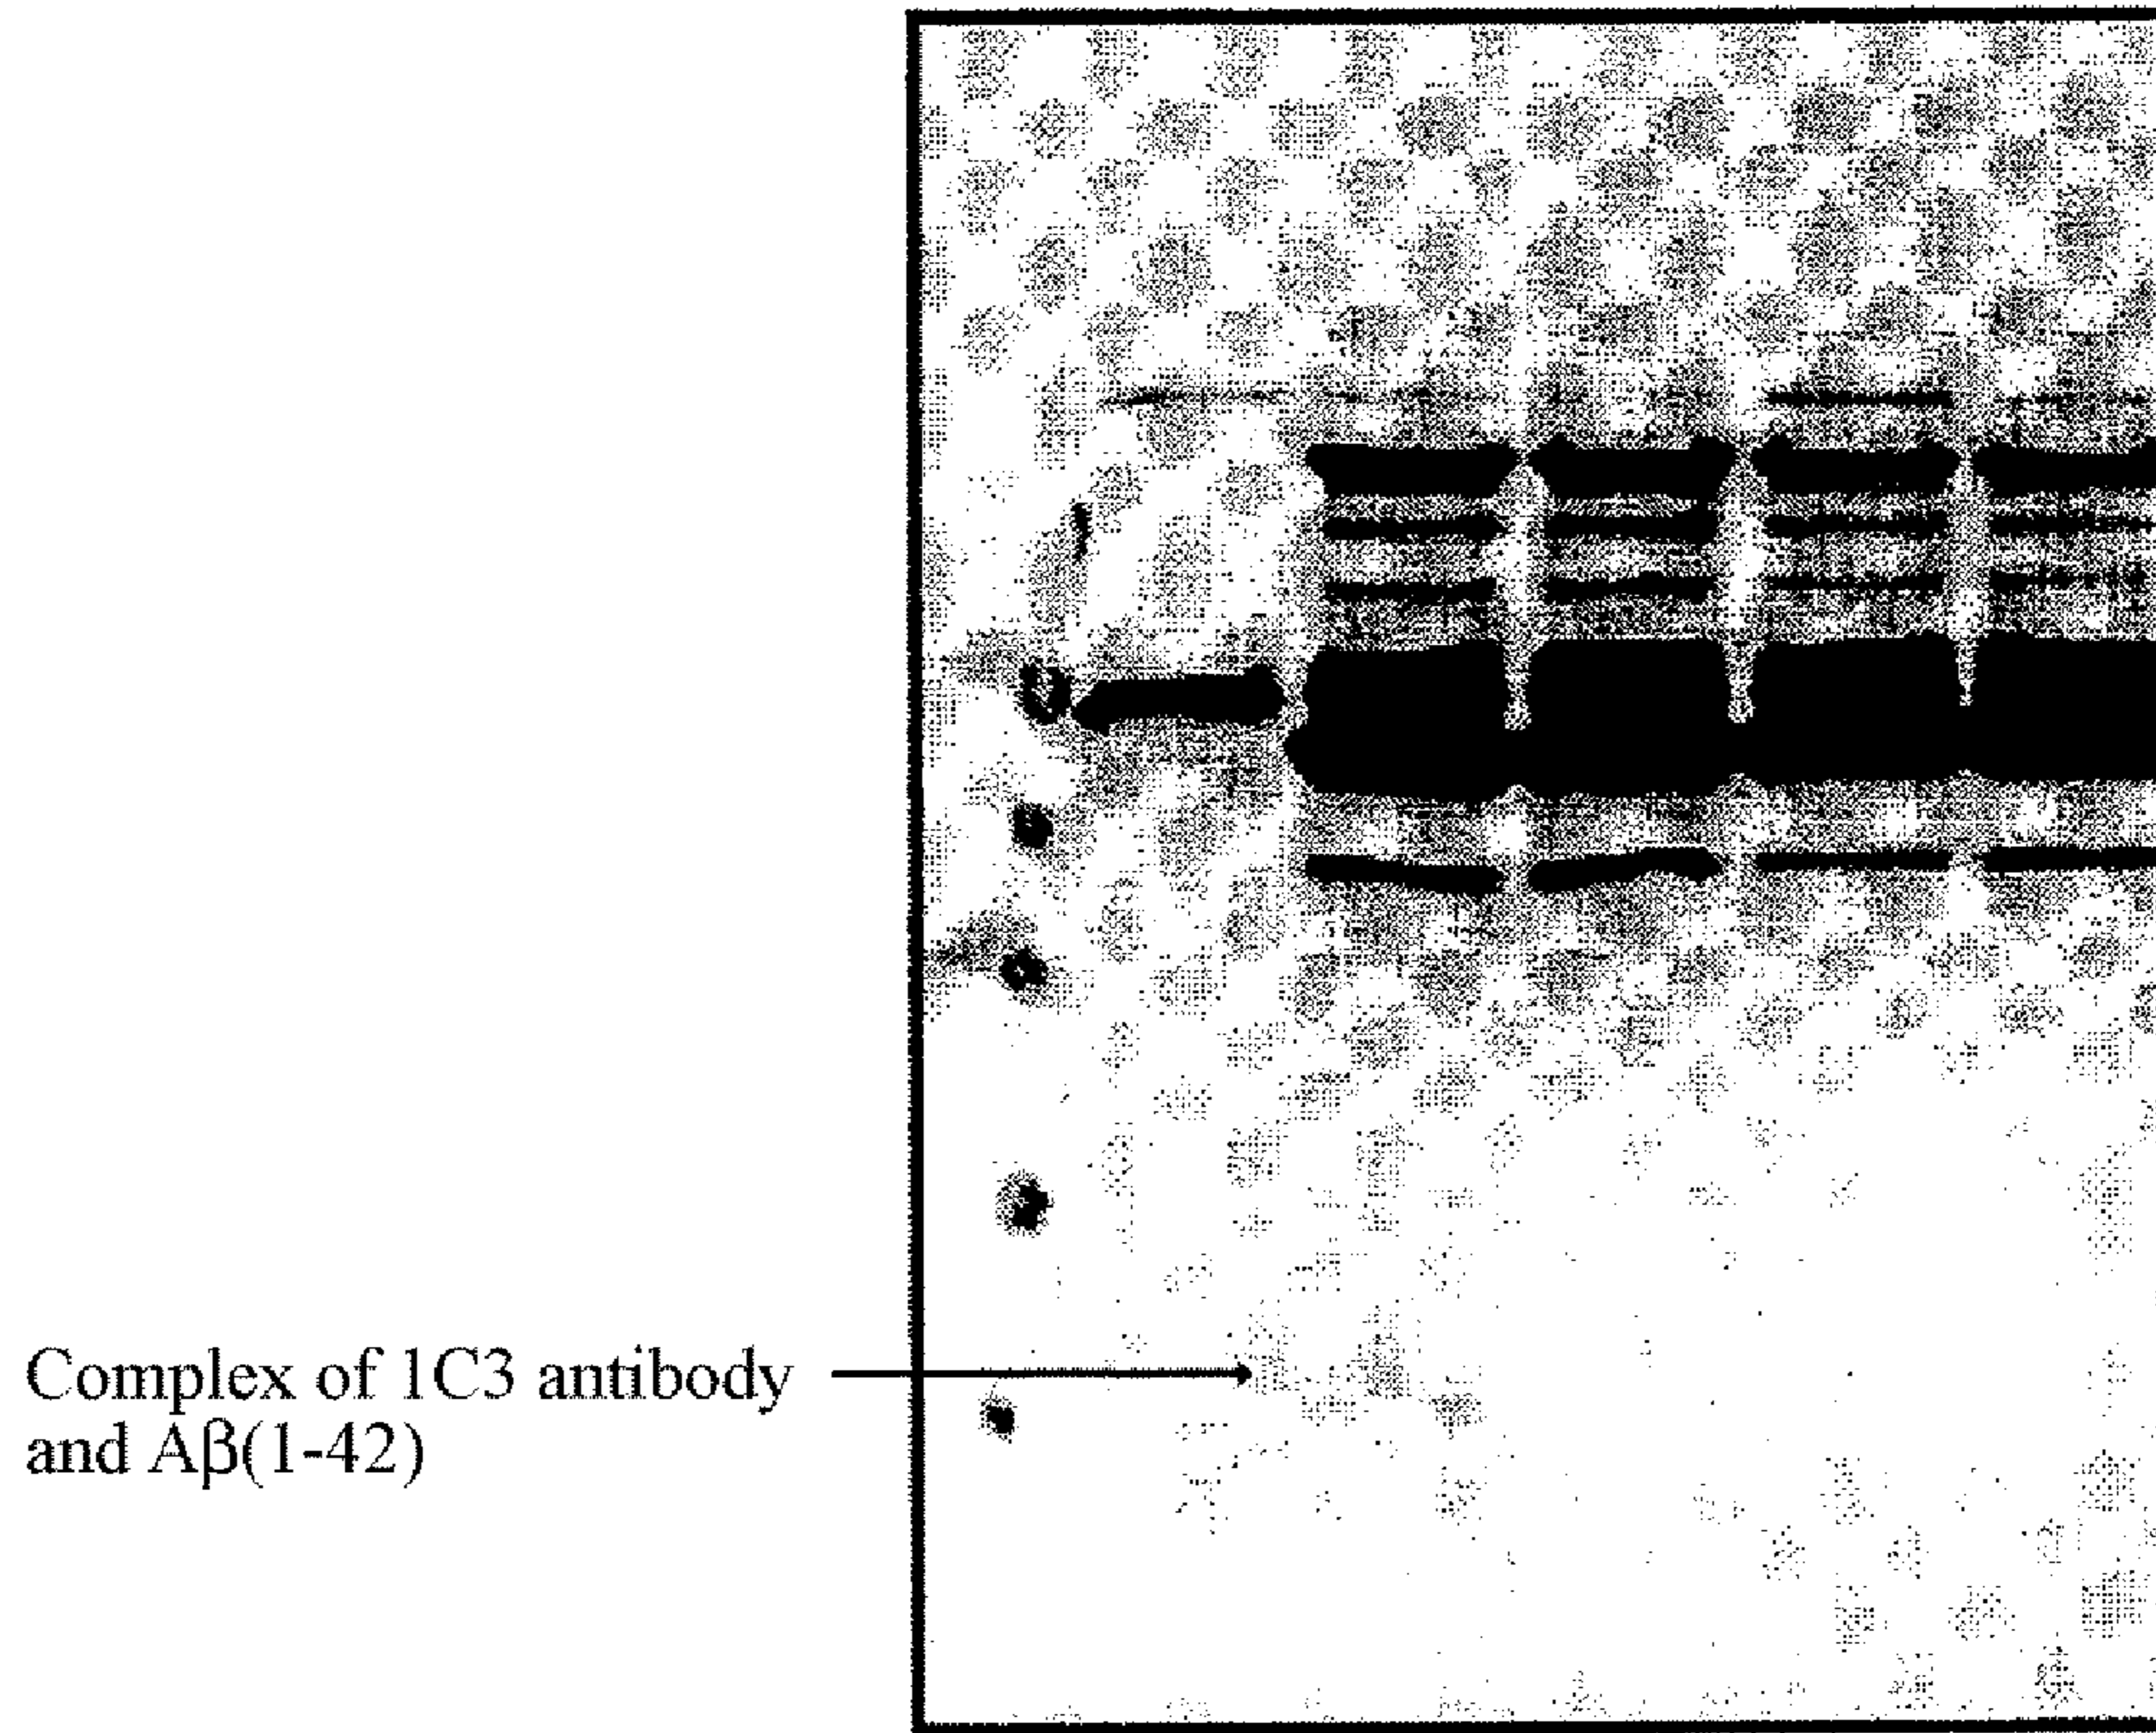 Complex of 1C3 antibody
and Aβ(1-42)